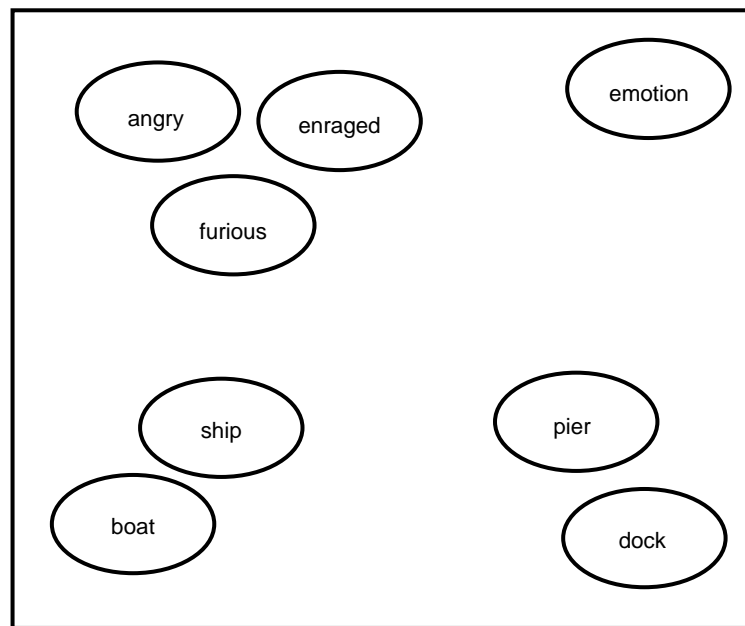 emotion
angry
enraged
furious
ship
pier
boat
dock